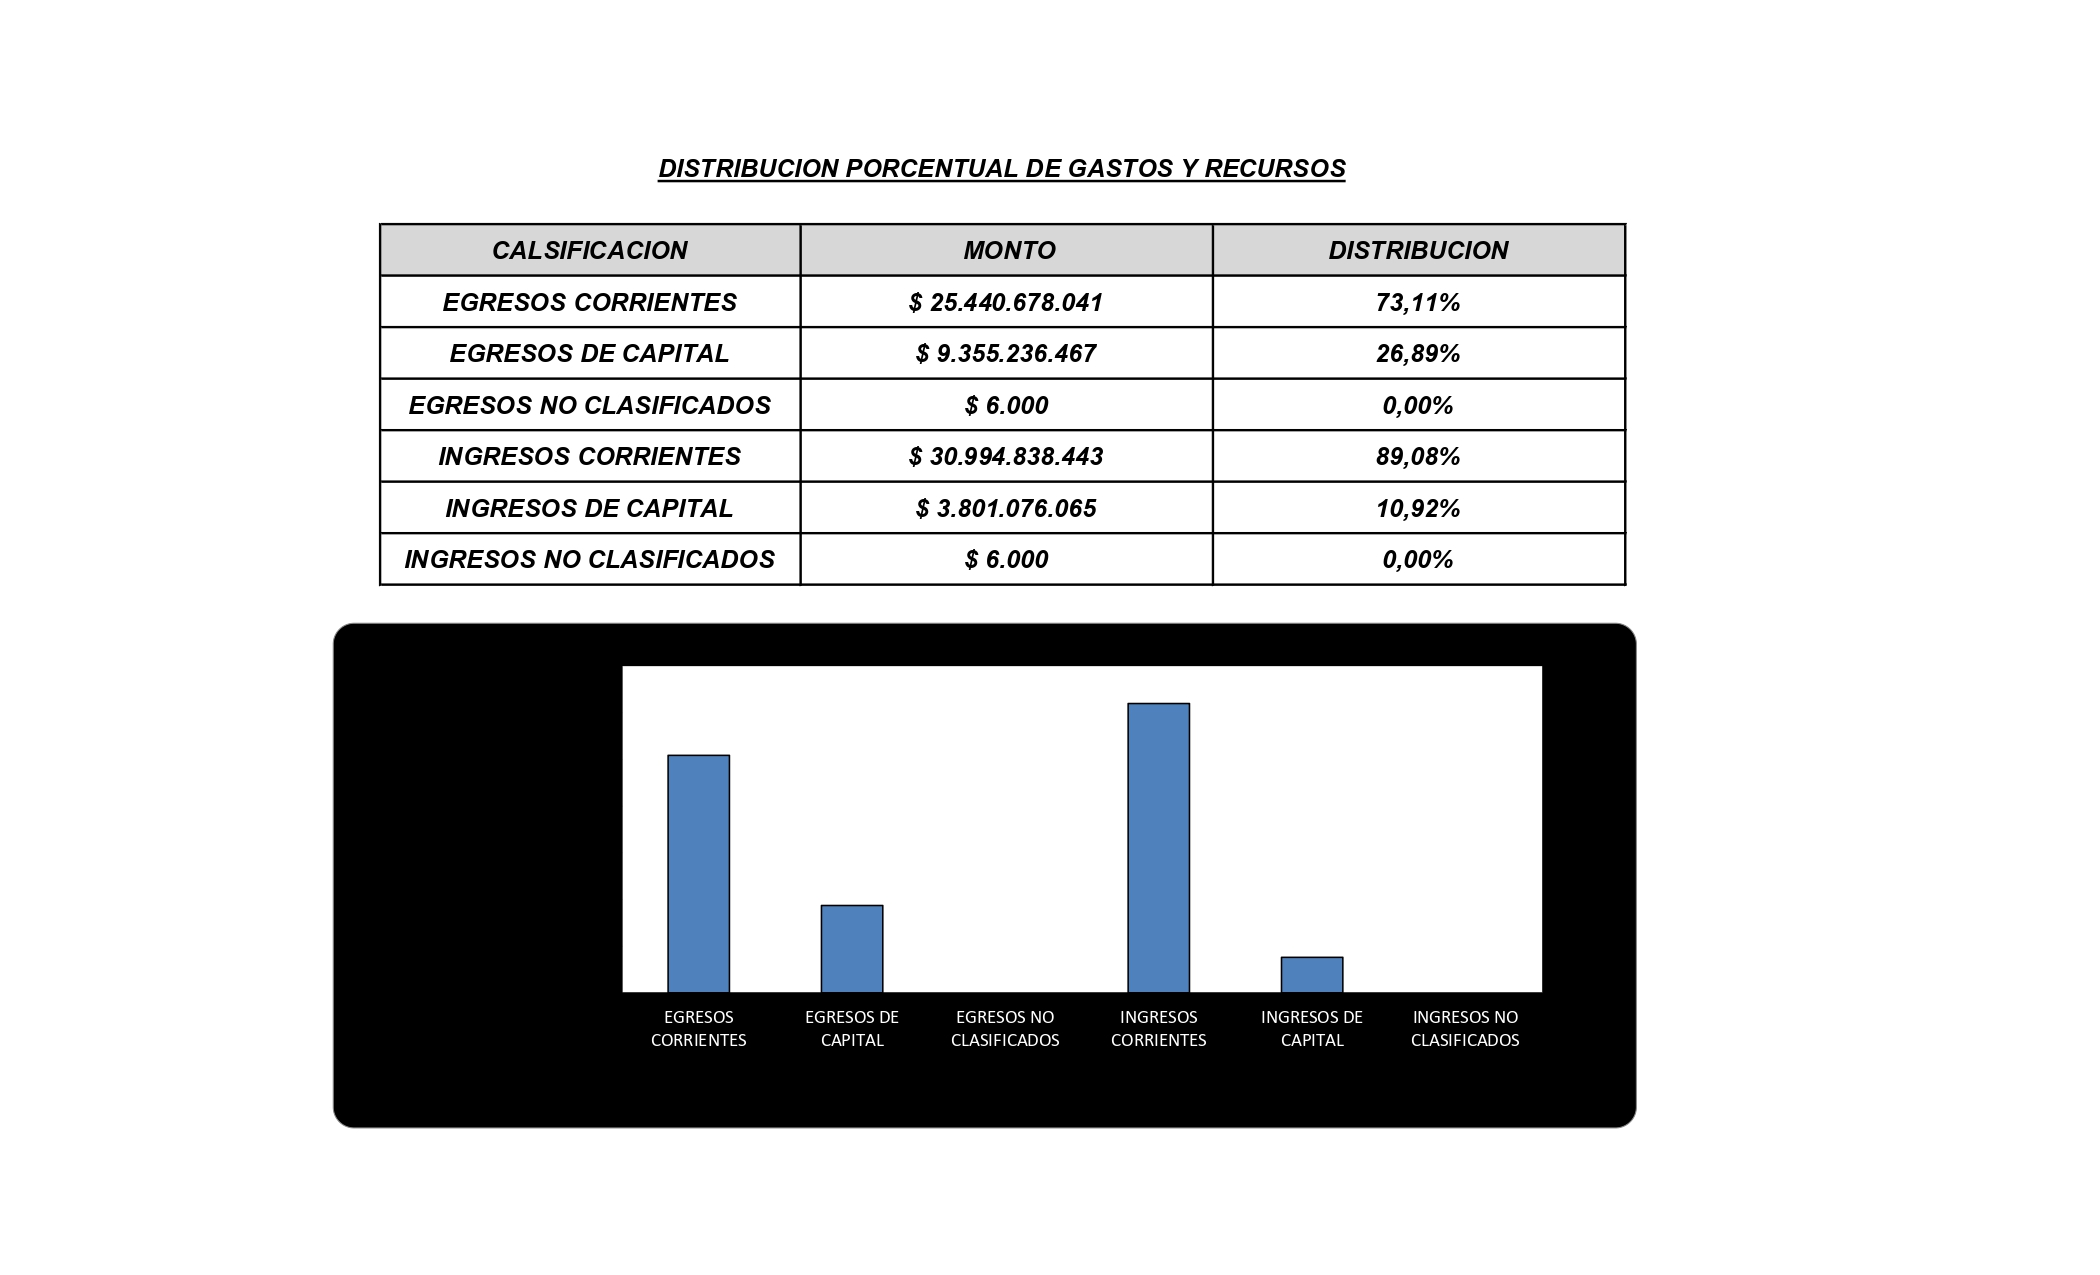 DISTRIBUCION PORCENTUAL DE GASTOS Y RECURSOS
CALSIFICACION MONTO DISTRIBUCION
EGRESOS CORRIENTES $ 25.440.678.041 73,11%
EGRESOS DE CAPITAL $ 9.355.236.467 26,89%
EGRESOS NO CLASIFICADOS $ 6.000 0,00%
INGRESOS CORRIENTES $ 30.994.838.443 89,08%
INGRESOS DE CAPITAL $ 3.801.076.065 10,92%
INGRESOS NO CLASIFICADOS $ 6.000 0,00%
EGRESOS CORRIENTES
EGRESOS DE CAPITAL
EGRESOS NO CLASIFICADOS
INGRESOS CORRIENTES
INGRESOS DE CAPITAL
INGRESOS NO CLASIFICADOS